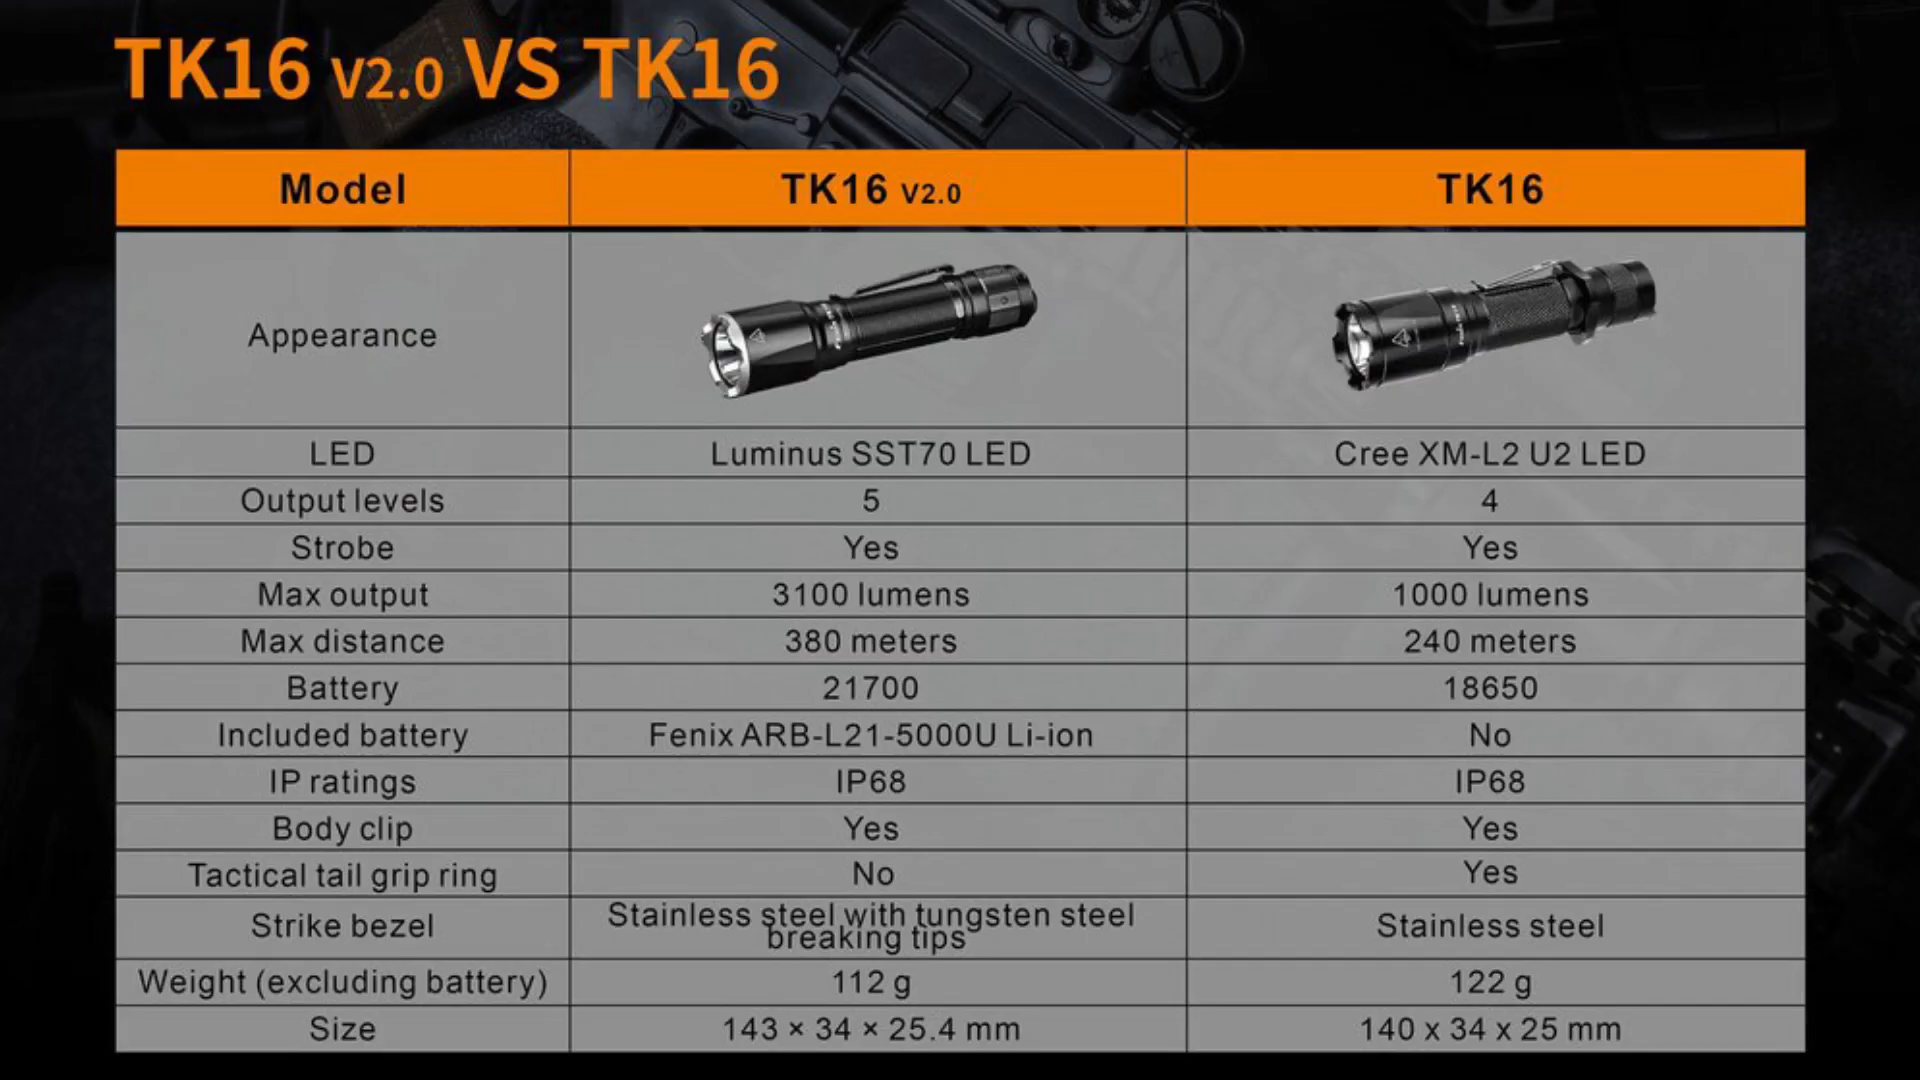 TK16 V2.0 VS TK16
Model TK16 V2.0 TK16
Appearance
LED Luminus SST70 LED Cree XM-L2 U2 LED
Output levels 5 4
Strobe Yes Yes
Max output 3100 lumens 1000 lumens
Max distance 380 meters 240 meters
Battery 21700 18650
Included battery Fenix ARB-L21-5000U Li-ion No
IP ratings IP68 IP68
Body clip Yes Yes
Tactical tail grip ring No Yes
Strike bezel Stainless steel with tungsten steel
breaking tips Stainless steel
Weight (excluding battery) 112 g 122 g
Size 143 × 34 × 25.4 mm 140 x 34 x 25 mm